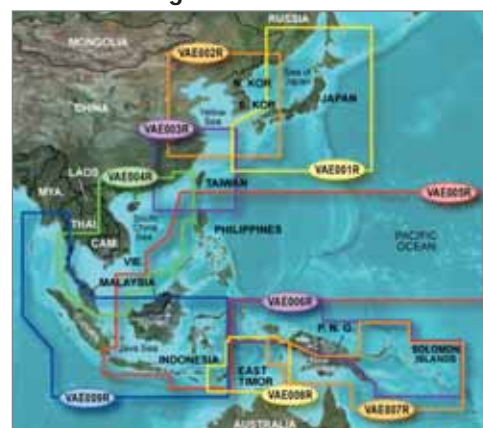 RUSSIA
MONGOLIA
VAE002R
N. KOR
Sea of
Japan
S. KOR
JAPAN
CHINA
Yellow
Sea
VAE003R
LAOS
VAE004R
VAE001R
MYA.
TAIWAN
VAE005R
THAI.
South
China
Sea
PHILIPPINES
CAM.
PACIFIC
OCEAN
VIE.
MALAYSIA
VAE006R
P. N. G.
Java Sea
INDONESIA
SOLOMON
ISLANDS
EAST
TIMOR
VAE009R
VAE007R
AUSTRALIA